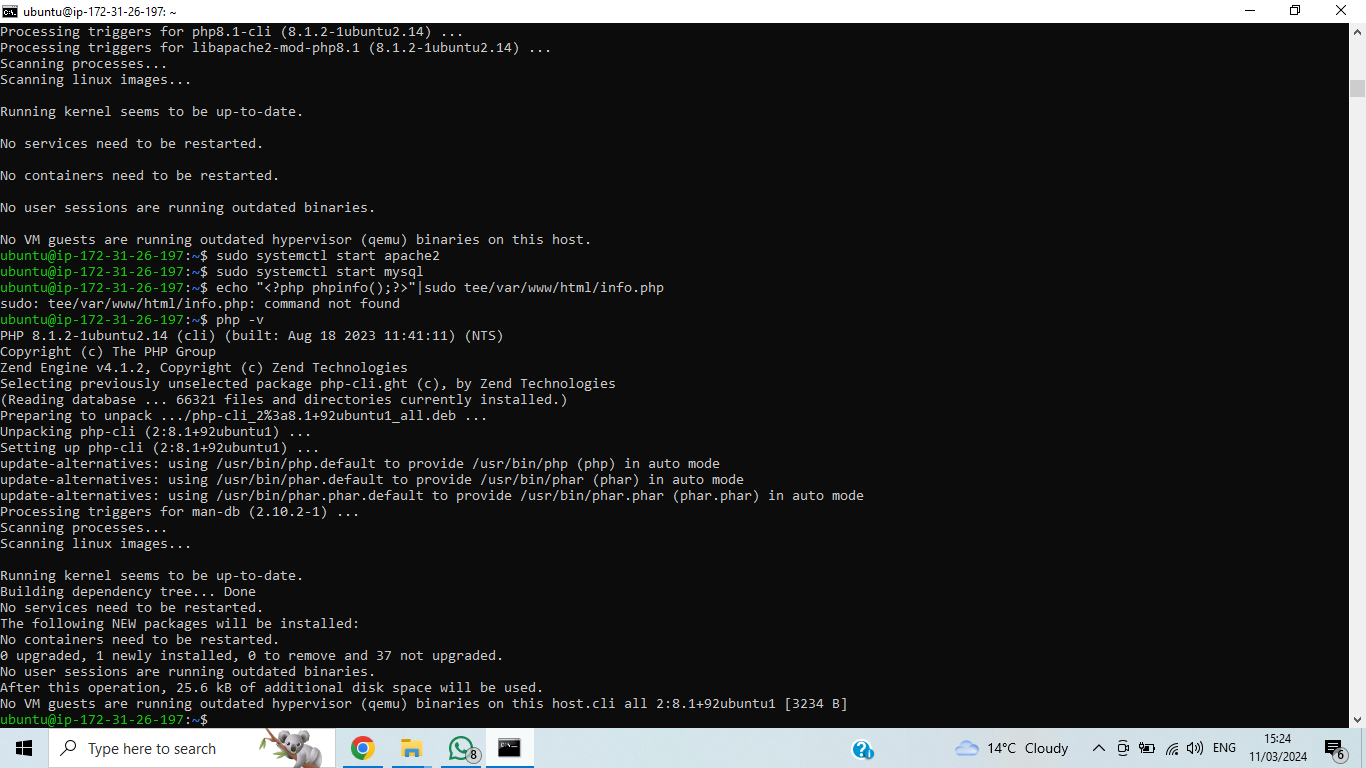 ubuntu@ip-172-31-26-197: ~
Processing triggers for php8.1-cli (8.1.2-1ubuntu2.14) ...
Processing triggers for libapache2-mod-php8.1 (8.1.2-1ubuntu2.14) ...
Scanning processes...
Scanning linux images...
Running kernel seems to be up-to-date.
No services need to be restarted.
No containers need to be restarted.
No user sessions are running outdated binaries.
No VM guests are running outdated hypervisor (qemu) binaries on this host.
ubuntu@ip-172-31-26-197:~$ sudo systemctl start apache2
ubuntu@ip-172-31-26-197:~$ sudo systemctl start mysql
ubuntu@ip-172-31-26-197:~$ echo "<?php phpinfo();?>"|sudo tee/var/www/html/info.php
sudo: tee/var/www/html/info.php: command not found
ubuntu@ip-172-31-26-197:~$ php -v
PHP 8.1.2-1ubuntu2.14 (cli) (built: Aug 18 2023 11:41:11) (NTS)
Copyright (c) The PHP Group
Zend Engine v4.1.2, Copyright (c) Zend Technologies
Selecting previously unselected package php-cli.ght (c), by Zend Technologies
(Reading database ... 66321 files and directories currently installed.)
Preparing to unpack .../php-cli_2%3a8.1+92ubuntu1_all.deb ...
Unpacking php-cli (2:8.1+92ubuntu1) ...
Setting up php-cli (2:8.1+92ubuntu1) ...
update-alternatives: using /usr/bin/php.default to provide /usr/bin/php (php) in auto mode
update-alternatives: using /usr/bin/phar.default to provide /usr/bin/phar (phar) in auto mode
update-alternatives: using /usr/bin/phar.phar.default to provide /usr/bin/phar.phar (phar.phar) in auto mode
Processing triggers for man-db (2.10.2-1) ...
Scanning processes...
Scanning linux images...
Running kernel seems to be up-to-date.
Building dependency tree... Done
No services need to be restarted.
The following NEW packages will be installed:
No containers need to be restarted.
0 upgraded, 1 newly installed, 0 to remove and 37 not upgraded.
No user sessions are running outdated binaries.
After this operation, 25.6 kB of additional disk space will be used.
No VM guests are running outdated hypervisor (qemu) binaries on this host.cli all 2:8.1+92ubuntu1 [3234 B]
ubuntu@ip-172-31-26-197:~$
Type here to search
8
14°C Cloudy
ENG
15:24
11/03/2024
6